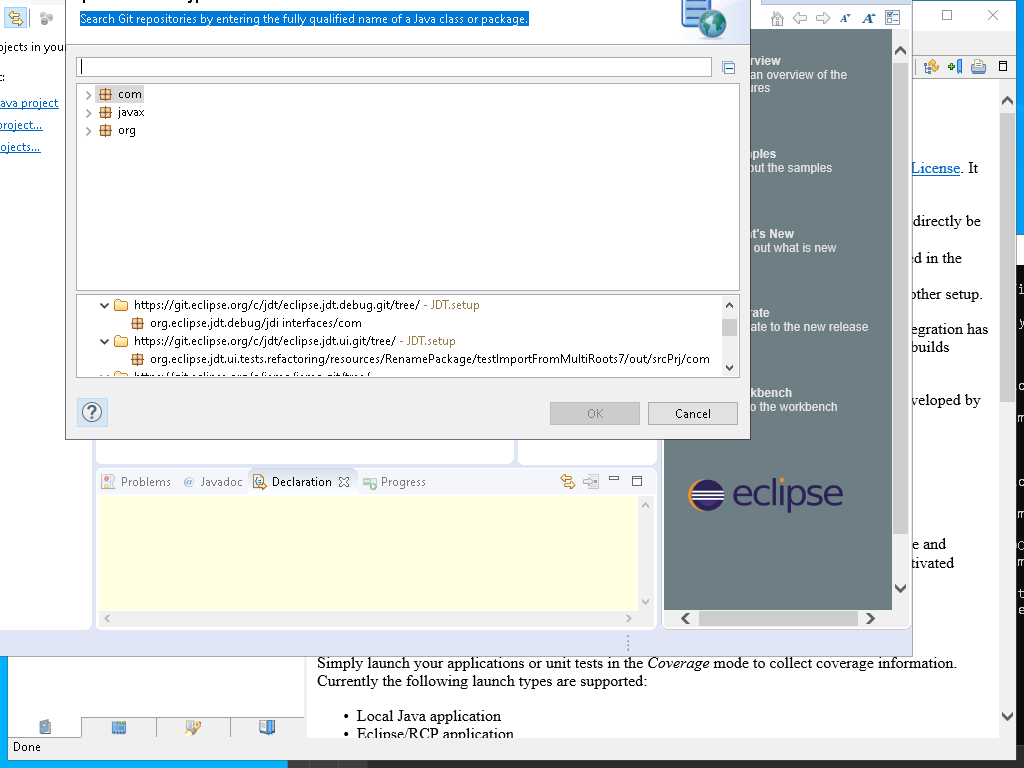 Search Git repositories by entering the fully qualified name of a Java class or package.
ojects in you
ava project
project...
ojects...
com
javax
org
https://git.eclipse.org/c/jdt/eclipse.jdt.debug.git/tree/ - JDT.setup
org.eclipse.jdt.debug/jdi interfaces/com
https://git.eclipse.org/c/jdt/eclipse.jdt.ui.git/tree/ - JDT.setup
org.eclipse.jdt.ui.tests.refactoring/resources/RenamePackage/testImportFromMultiRoots7/out/srcPrj/com
OK
Cancel
rview
an overview of the
ures
ples
out the samples
t's New
out what is new
rate
ate to the new release
kbench
o the workbench
eclipse
License. It
directly be
ed in the
other setup.
egration has
builds
veloped by
e and
tivated
Problems
@ Javadoc
Declaration
Progress
Simply launch your applications or unit tests in the Coverage mode to collect coverage information.
Currently the following launch types are supported:
• Local Java application
• Eclipse/RCP application
Done